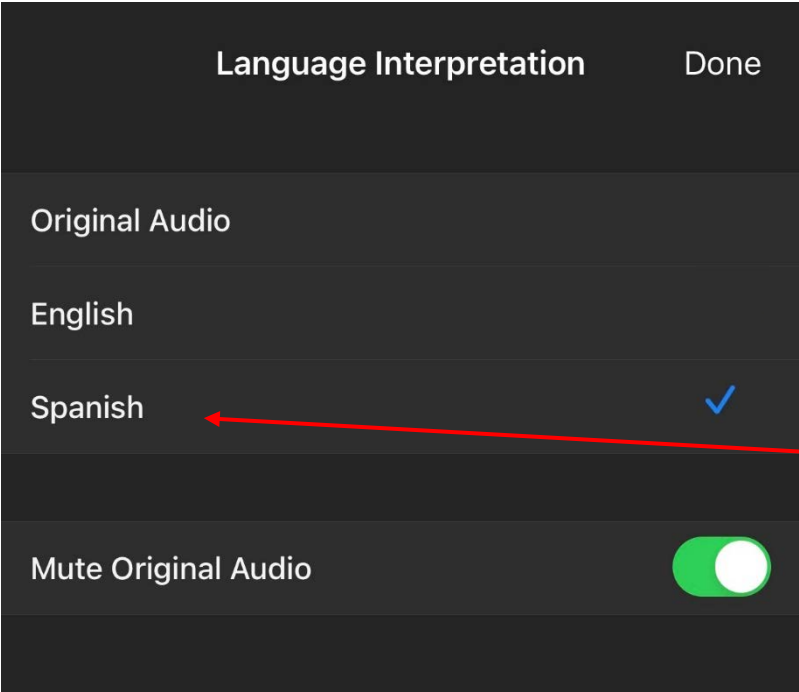 Language Interpretation Done
Original Audio
English
Spanish
Mute Original Audio